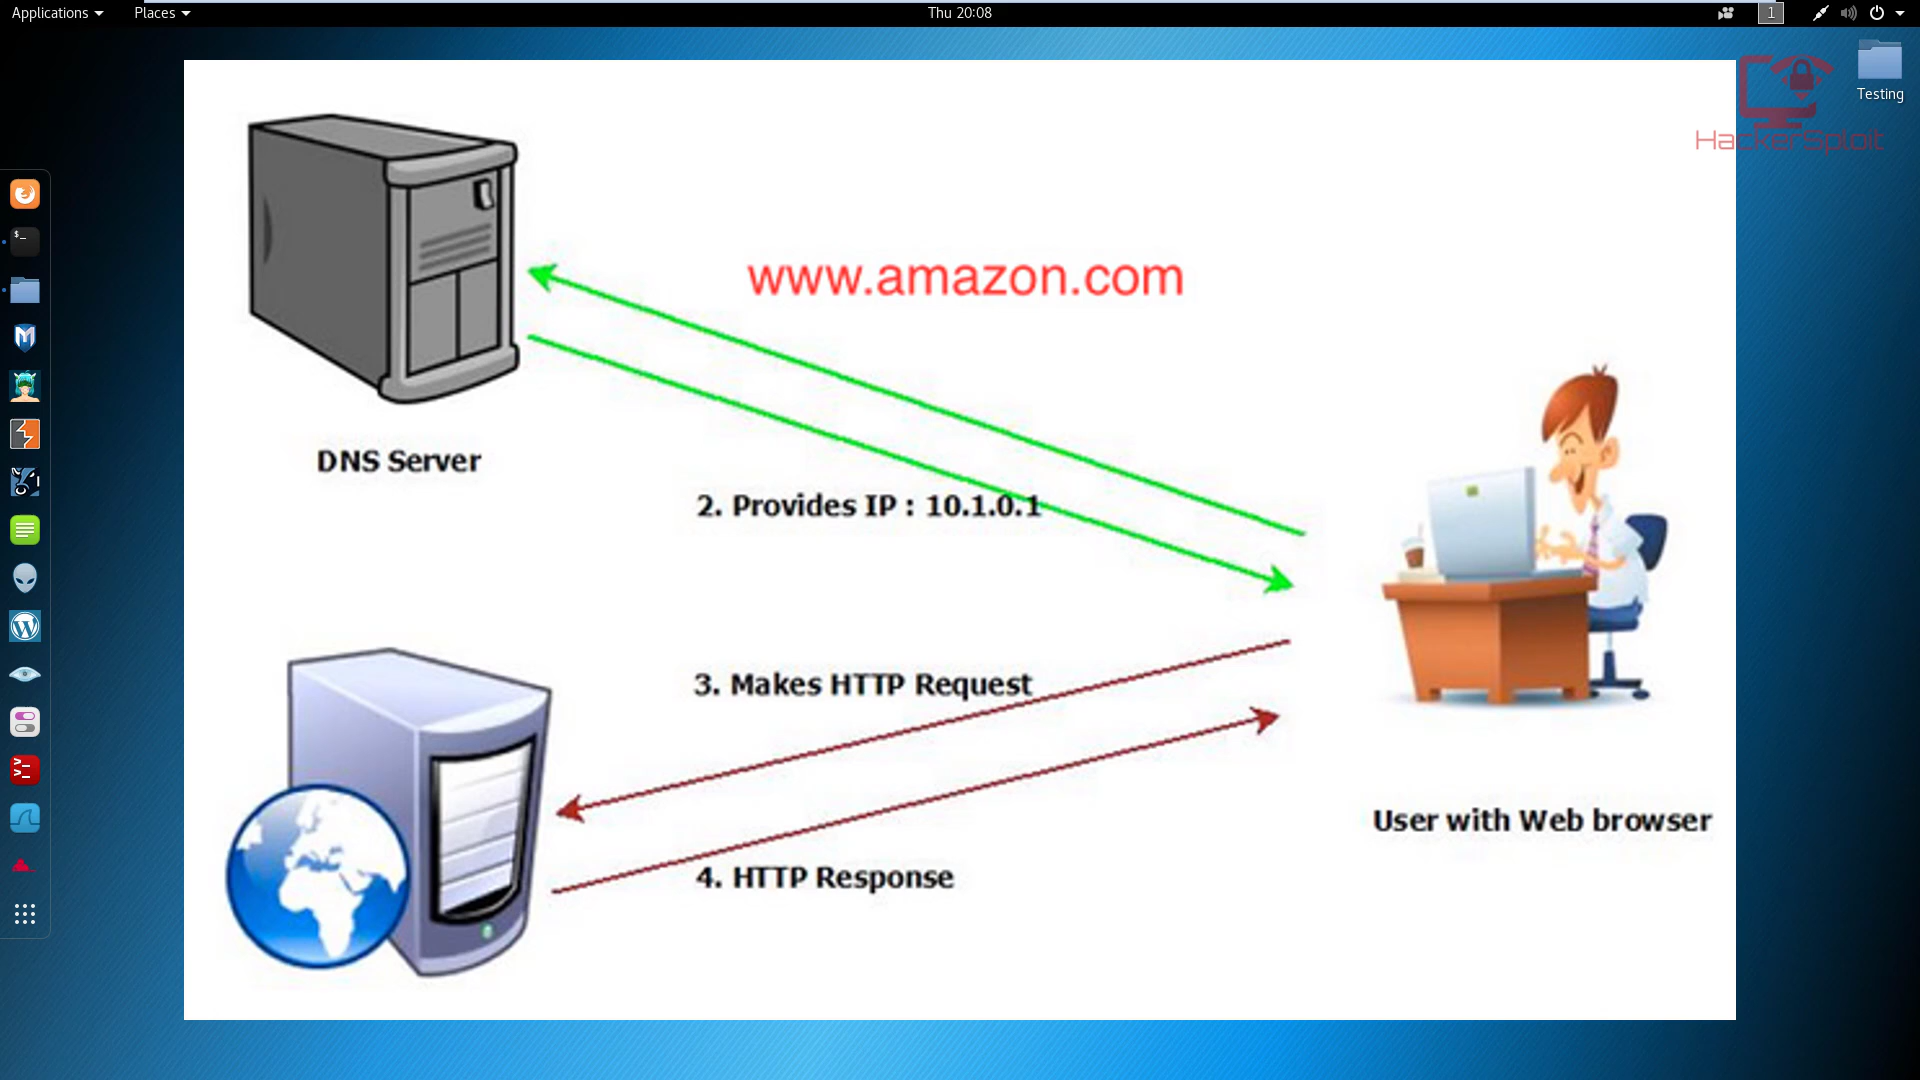 Applications Places Thu 20:08 1
Testing
HackerSploit
www.amazon.com
DNS Server
2. Provides IP : 10.1.0.1
3. Makes HTTP Request
User with Web browser
4. HTTP Response